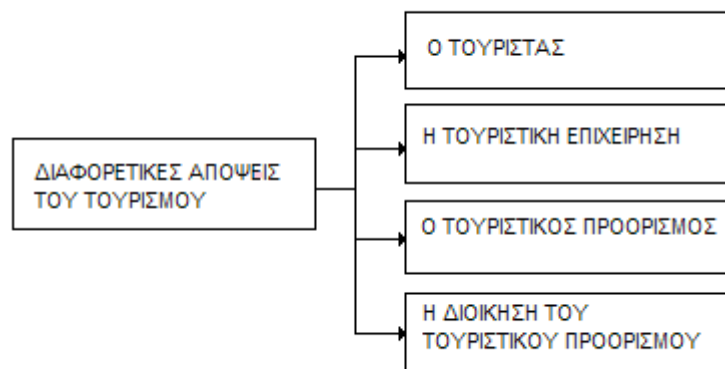 ΔΙΑΦΟΡΕΤΙΚΕΣ ΑΠΟΨΕΙΣ
ΤΟΥ ΤΟΥΡΙΣΜΟΥ
Ο ΤΟΥΡΙΣΤΑΣ
Η ΤΟΥΡΙΣΤΙΚΗ ΕΠΙΧΕΙΡΗΣΗ
Ο ΤΟΥΡΙΣΤΙΚΟΣ ΠΡΟΟΡΙΣΜΟΣ
Η ΔΙΟΙΚΗΣΗ ΤΟΥ
ΤΟΥΡΙΣΤΙΚΟΥ ΠΡΟΟΡΙΣΜΟΥ